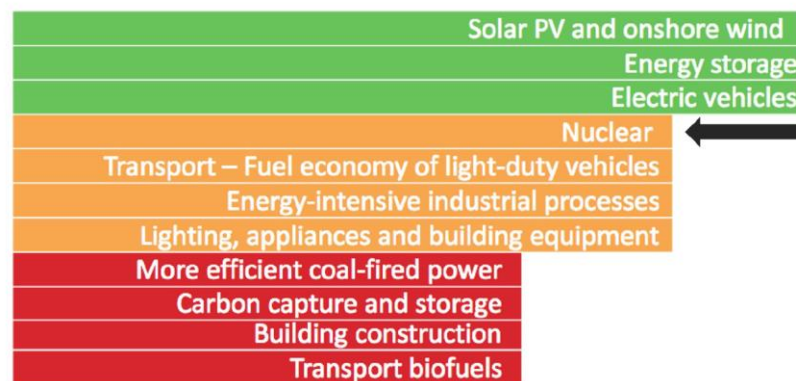 Solar PV and onshore wind
Energy storage
Electric vehicles
Nuclear
Transport – Fuel economy of light-duty vehicles
Energy-intensive industrial processes
Lighting, appliances and building equipment
More efficient coal-fired power
Carbon capture and storage
Building construction
Transport biofuels